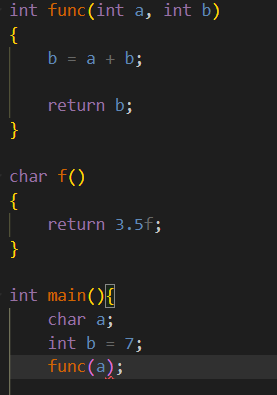 int func(int a, int b)
{
    b = a + b;

    return b;
}

char f()
{
    return 3.5f;
}

int main(){
    char a;
    int b = 7;
    func(a);